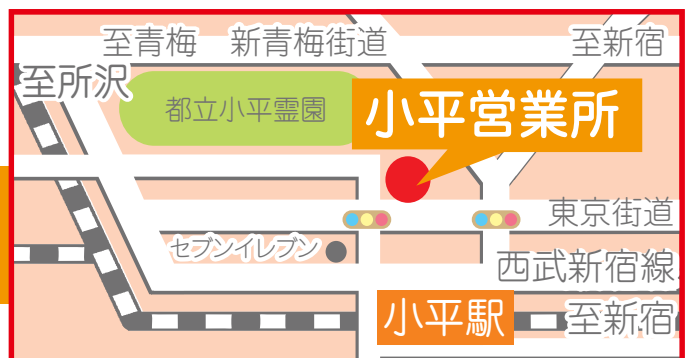 至青梅 新青梅街道 至新宿
至所沢
都立小平霊園
小平営業所
東京街道
セブンイレブン
西武新宿線
小平駅
至新宿